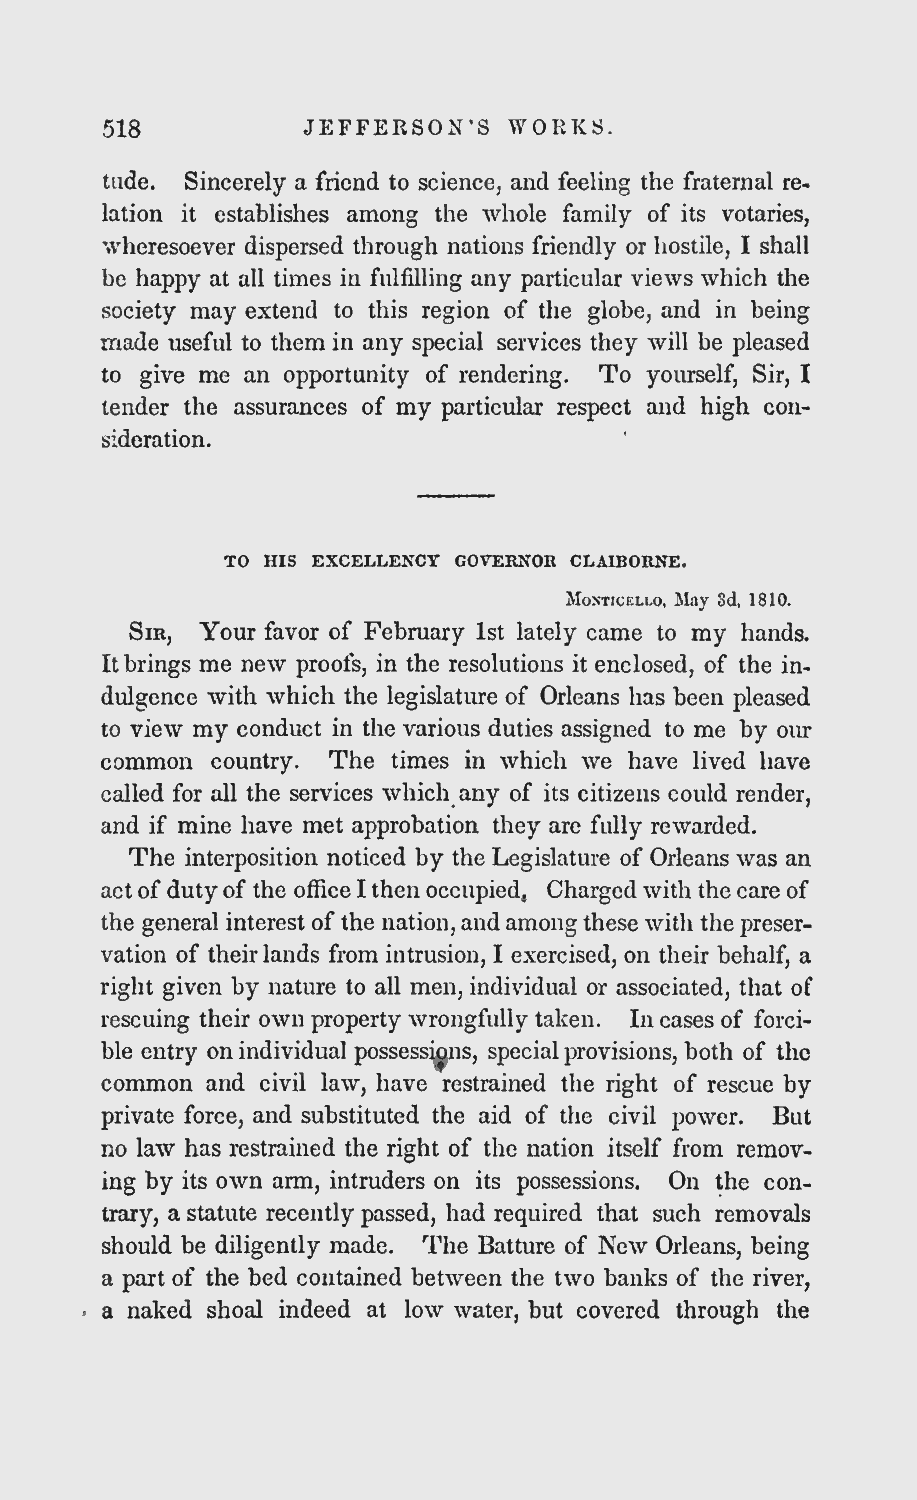 518 JEFFERSON'S WORKS.
tude. Sincerely a friend to science, and feeling the fraternal re-
lation it establishes among the whole family of its votaries,
wheresoever dispersed through nations friendly or hostile, I shall
be happy at all times in fulfilling any particular views which the
society may extend to this region of the globe, and in being
made useful to them in any special services they will be pleased
to give me an opportunity of rendering. To yourself, Sir, I
tender the assurances of my particular respect and high con-
sideration.
TO HIS EXCELLENCY GOVERNOR CLAIBORNE.
MONTICELLO, May 3d, 1810.
SIR, Your favor of February 1st lately came to my hands.
It brings me new proofs, in the resolutions it enclosed, of the in-
dulgence with which the legislature of Orleans has been pleased
to view my conduct in the various duties assigned to me by our
common country. The times in which we have lived have
called for all the services which any of its citizens could render,
and if mine have met approbation they are fully rewarded.
The interposition noticed by the Legislature of Orleans was an
act of duty of the office I then occupied. Charged with the care of
the general interest of the nation, and among these with the preser-
vation of their lands from intrusion, I exercised, on their behalf, a
right given by nature to all men, individual or associated, that of
rescuing their own property wrongfully taken. In cases of forci-
ble entry on individual possessions, special provisions, both of the
common and civil law, have restrained the right of rescue by
private force, and substituted the aid of the civil power. But
no law has restrained the right of the nation itself from remov-
ing by its own arm, intruders on its possessions. On the con-
trary, a statute recently passed, had required that such removals
should be diligently made. The Batture of New Orleans, being
a part of the bed contained between the two banks of the river,
a naked shoal indeed at low water, but covered through the